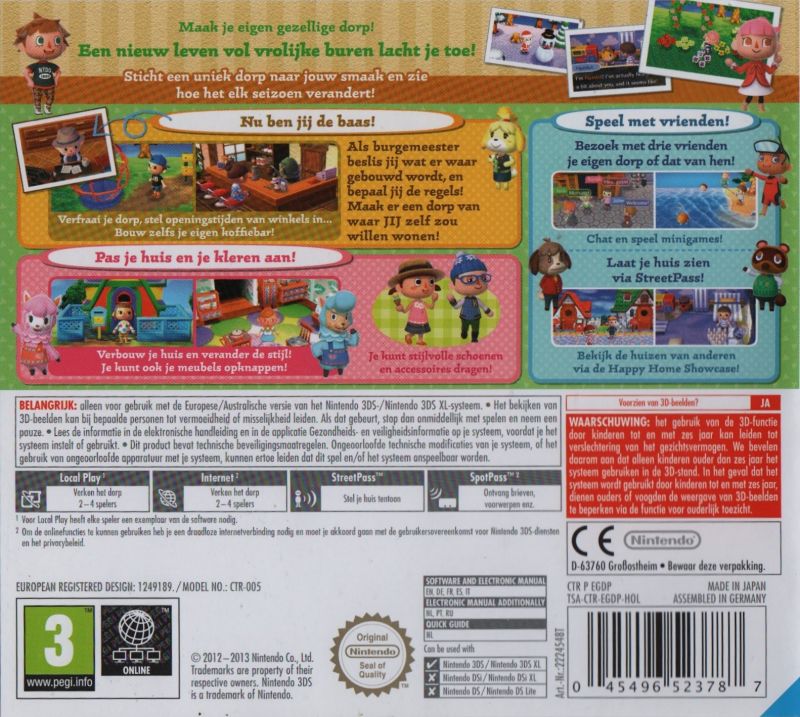 Maak je eigen gezellige dorp!
Een nieuw leven vol vrolijke buren lacht je toe!
Sticht een uniek dorp naar jouw smaak en zie
hoe het elk seizoen verandert!
Nu ben jij de baas!
Als burgemeester
beslis jij wat er waar
gebouwd wordt, en
bepaal jij de regels!
Maak er een dorp van
waar JIJ zelf zou
willen wonen!
Verfraai je dorp, stel openingstijden van winkels in...
Bouw zelfs je eigen koffiebar!
Pas je huis en je kleren aan!
Verbouw je huis en verander de stijl!
Je kunt ook je meubels opknappen!
Je kunt stijlvolle schoenen
en accessoires dragen!
Speel met vrienden!
Bezoek met drie vrienden
je eigen dorp of dat van hen!
Chat en speel minigames!
Laat je huis zien
via StreetPass!
Bekijk de huizen van anderen
via de Happy Home Showcase!
BELANGRIJK: alleen voor gebruik met de Europese/Australische versie van het Nintendo 3DS-/Nintendo 3DS XL-systeem. • Het bekijken van
3D-beelden kan bij bepaalde personen tot vermoeidheid of misselijkheid leiden. Als dat gebeurt, stop dan onmiddellijk met spelen en neem een
pauze. • Lees de informatie in de elektronische handleiding en in de applicatie Gezondheids- en veiligheidsinformatie op je systeem, voordat je het
systeem instelt of gebruikt. • Dit product bevat technische beveiligingsmaatregelen. Ongeoorloofde technische modificaties van je systeem, of het
gebruik van ongeoorloofde apparatuur met je systeem, kunnen ertoe leiden dat dit spel en/of het systeem onspeelbaar worden.
Local Play¹
Verken het dorp
2–4 spelers
Internet²
Verken het dorp
2–4 spelers
StreetPass™
Stel je huis tentoon
SpotPass™²
Ontvang brieven,
voorwerpen enz.
¹ Voor Local Play heeft elke speler een exemplaar van de software nodig.
² Om de onlinefuncties te kunnen gebruiken heb je een draadloze internetverbinding nodig en moet je akkoord gaan met de gebruikersovereenkomst voor Nintendo 3DS-diensten
en het privacybeleid.
Voorzien van 3D-beelden?
JA
WAARSCHUWING: het gebruik van de 3D-functie
door kinderen tot en met zes jaar kan leiden tot
verslechtering van het gezichtsvermogen. We bevelen
daarom aan dat alleen kinderen ouder dan zes jaar het
systeem gebruiken in de 3D-stand. In het geval dat het
systeem wordt gebruikt door kinderen tot en met zes jaar,
dienen ouders of voogden de weergave van 3D-beelden
te beperken via de functie voor ouderlijk toezicht.
CE
Nintendo®
D-63760 Großostheim • Bewaar deze verpakking.
EUROPEAN REGISTERED DESIGN: 1249189./MODEL NO.: CTR-005
3
www.pegi.info
ONLINE
© 2012–2013 Nintendo Co., Ltd.
Trademarks are property of their
respective owners. Nintendo 3DS
is a trademark of Nintendo.
Original
Nintendo
Seal of
Quality
SOFTWARE AND ELECTRONIC MANUAL
EN, DE, FR, ES, IT
ELECTRONIC MANUAL ADDITIONALLY
NL, PT, RU
QUICK GUIDE
NL
Can be used with
Nintendo 3DS/Nintendo 3DS XL
Nintendo DSi/Nintendo DSi XL
Nintendo DS/Nintendo DS Lite
Art.-Nr. 2224548T
CTR P EGDP
TSA-CTR-EGDP-HOL
MADE IN JAPAN
ASSEMBLED IN GERMANY
0 45496 52378 7